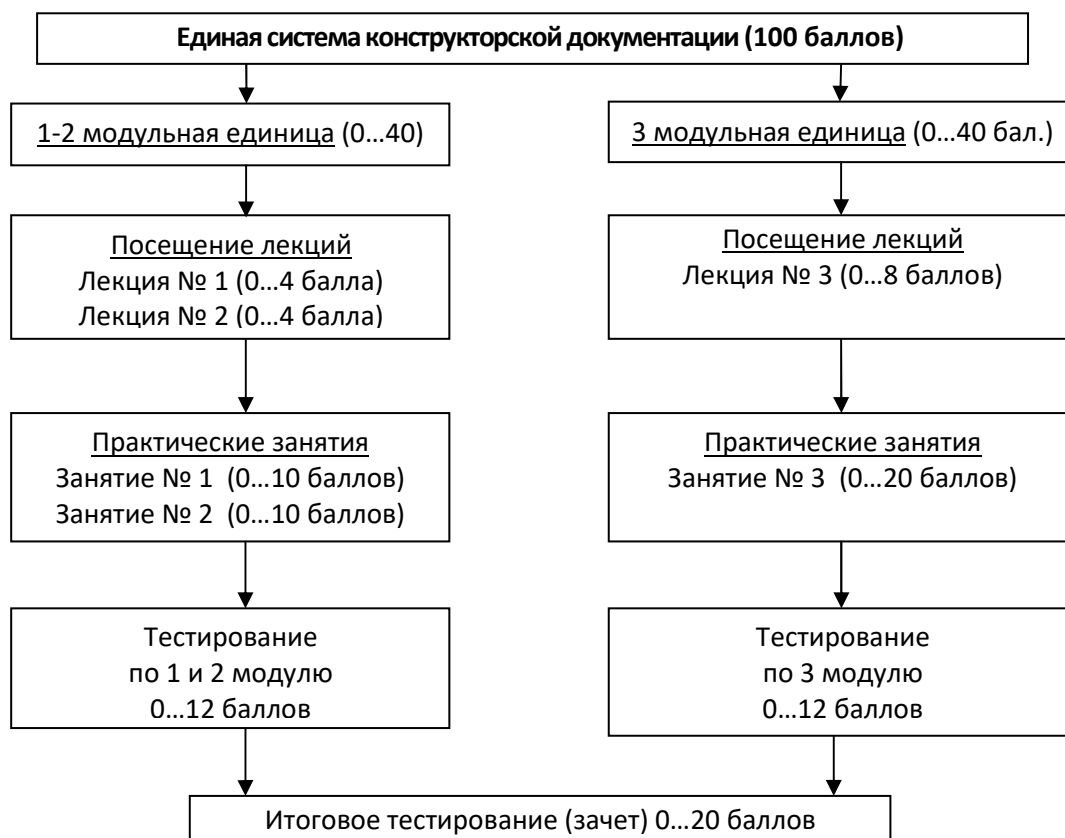 Единая система конструкторской документации (100 баллов)
1-2 модульная единица (0...40)
Посещение лекций
Лекция № 1 (0...4 балла)
Лекция № 2 (0...4 балла)
Практические занятия
Занятие № 1 (0...10 баллов)
Занятие № 2 (0...10 баллов)
Тестирование
по 1 и 2 модулю
0...12 баллов
3 модульная единица (0...40 бал.)
Посещение лекций
Лекция № 3 (0...8 баллов)
Практические занятия
Занятие № 3 (0...20 баллов)
Тестирование
по 3 модулю
0...12 баллов
Итоговое тестирование (зачет) 0...20 баллов